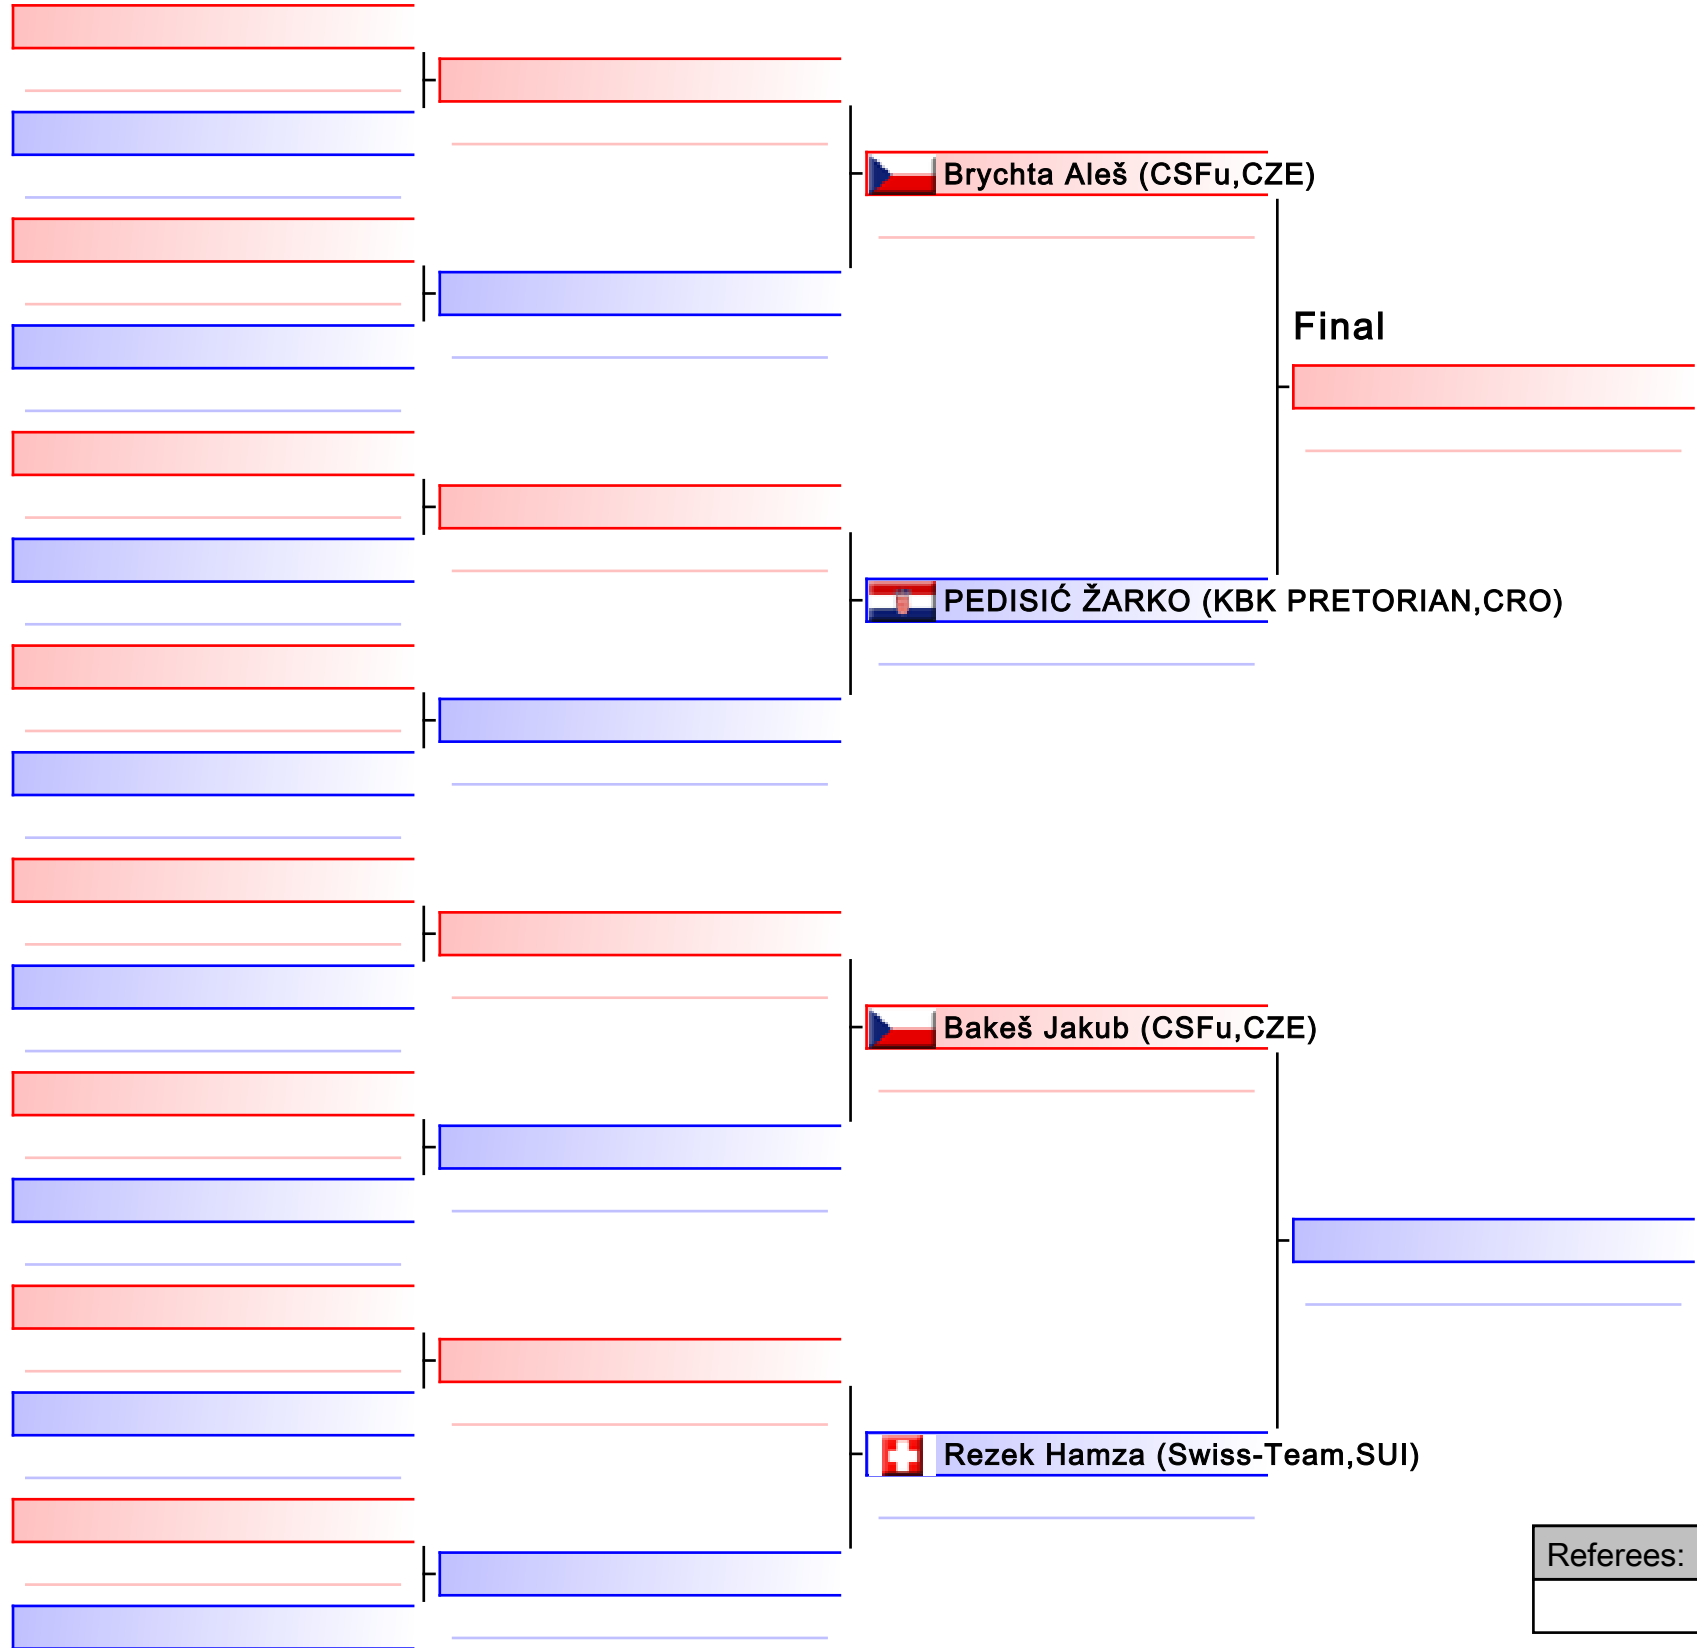 Brychta Aleš (CSFu,CZE)
Final
PEDISIĆ ŽARKO (KBK PRETORIAN,CRO)
Bakeš Jakub (CSFu,CZE)
Rezek Hamza (Swiss-Team,SUI)
Referees: